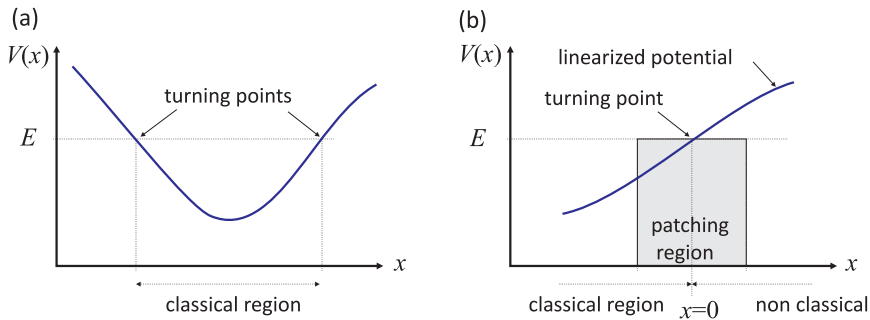 (a)
V(x)
turning points
E
x
classical region
(b)
V(x)
linearized potential
turning point
E
patching
region
x
classical region
x=0
non classical